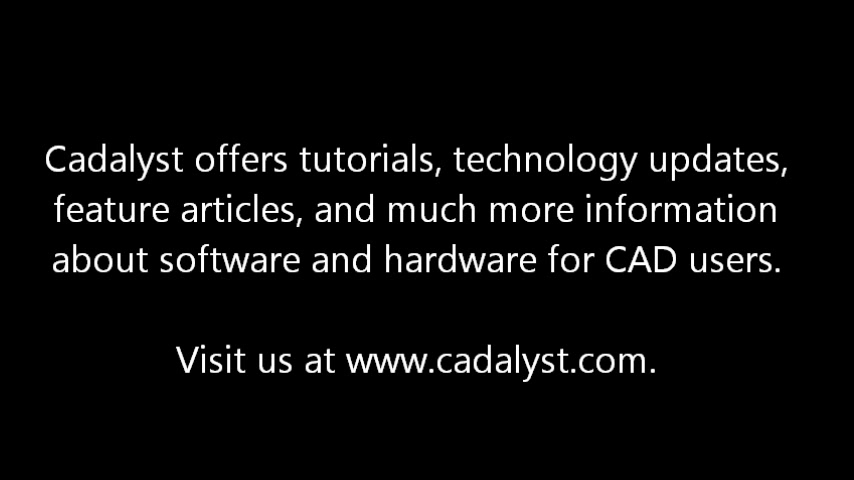 Cadalyst offers tutorials, technology updates,
feature articles, and much more information
about software and hardware for CAD users.
Visit us at www.cadalyst.com.